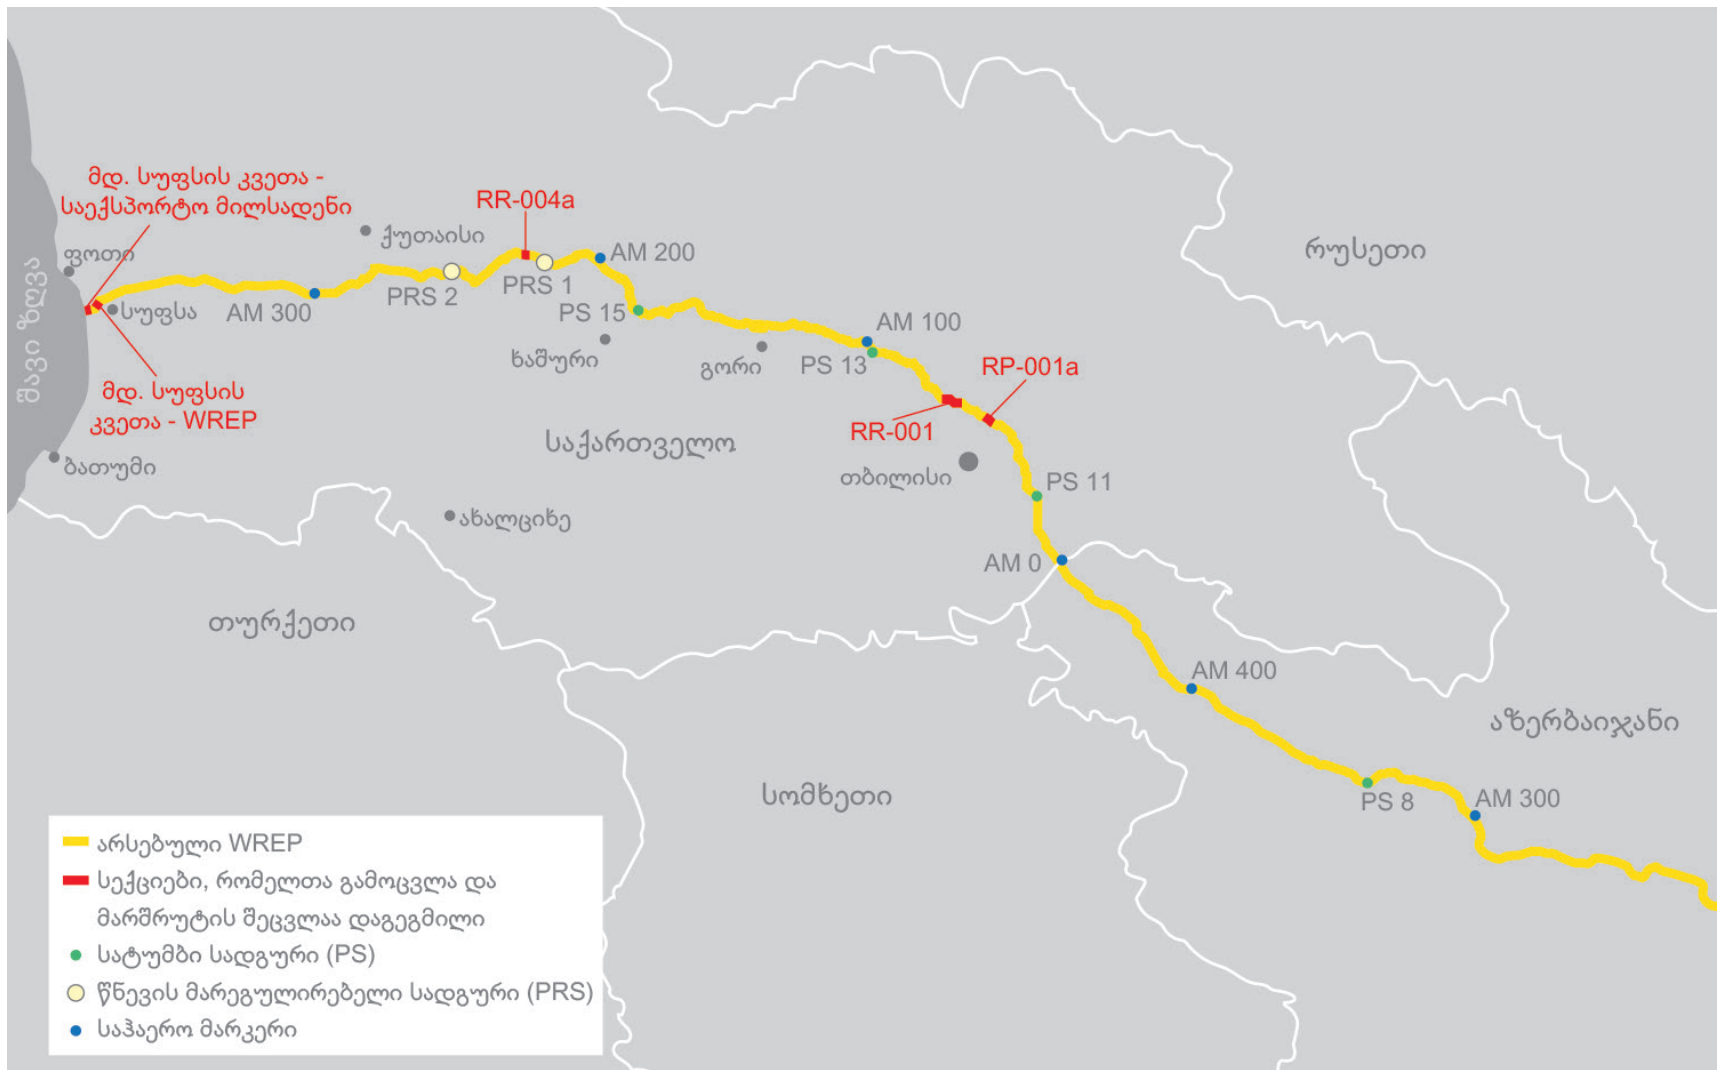 მდ. სუფსის კვეთა -
საექსპორტო მილსადენი
RR-004a
ქუთაისი
AM 200
რუსეთი
ფოთი
PRS 1
PRS 2
სუფსა
AM 300
PS 15
შავი ზღვა
AM 100
ხაშური
გორი
PS 13
RP-001a
მდ. სუფსის
კვეთა - WREP
RR-001
საქართველო
ბათუმი
თბილისი
PS 11
ახალციხე
AM 0
თურქეთი
AM 400
აზერბაიჯანი
სომხეთი
PS 8
AM 300
არსებული WREP
სექციები, რომელთა გამოცვლა და
მარშრუტის შეცვლაა დაგეგმილი
სატუმბი სადგური (PS)
წნევის მარეგულირებელი სადგური (PRS)
საჰაერო მარკერი